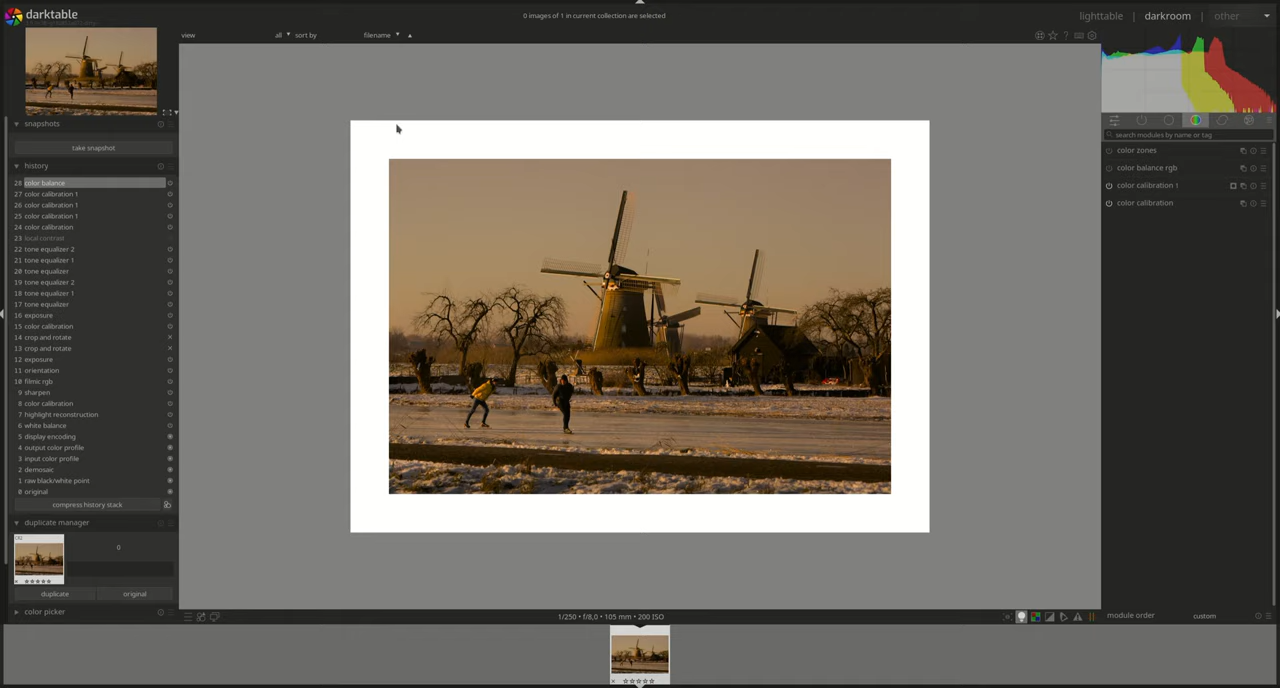 darktable
0 images of 1 in current collection are selected
lighttable | darkroom | other
view all sort by filename
snapshots
take snapshot
history
28 color balance
27 color calibration 1
26 color calibration 1
25 color calibration 1
24 color calibration
23 local contrast
22 tone equalizer 2
21 tone equalizer 1
20 tone equalizer
19 tone equalizer 2
18 tone equalizer 1
17 tone equalizer
16 exposure
15 color calibration
14 crop and rotate
13 crop and rotate
12 exposure
11 orientation
10 filmic rgb
9 sharpen
8 color calibration
7 highlight reconstruction
6 white balance
5 display encoding
4 output color profile
3 input color profile
2 demosaic
1 raw black/white point
0 original
compress history stack
duplicate manager
CR2
0
duplicate original
color picker
search modules by name or tag
color zones
color balance rgb
color calibration 1
color calibration
1/250 • f/8,0 • 105 mm • 200 ISO
module order custom